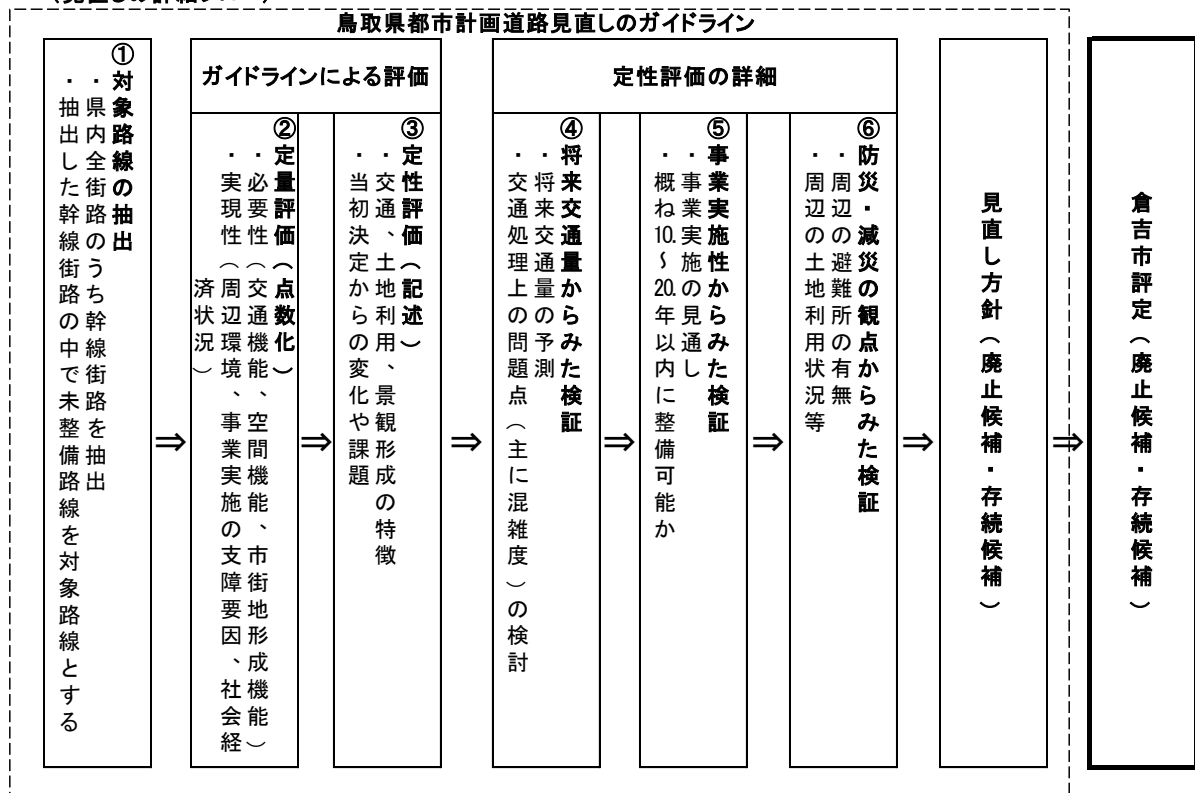 鳥取県都市計画道路見直しのガイドライン
①対象路線の抽出
・県内全街路のうち幹線街路を抽出
・抽出した幹線街路の中で未整備路線を対象路線とする
⇒
ガイドラインによる評価
②定量評価(点数化)
・必要性(交通機能、空間機能、市街地形成機能)
・実現性(周辺環境、事業実施の支障要因、社会経
済状況)
⇒
③定性評価(記述)
・交通、土地利用、景観形成の特徴
・当初決定からの変化や課題
⇒
定性評価の詳細
④将来交通量からみた検証
・将来交通量の予測
・交通処理上の問題点(主に混雑度)の検討
⇒
⑤事業実施性からみた検証
・事業実施の見通し
・概ね10~20年以内に整備可能か
⇒
⑥防災・減災の観点からみた検証
・周辺の避難所の有無
・周辺の土地利用状況等
⇒
見直し方針(廃止候補・存続候補)
⇒
倉吉市評定(廃止候補・存続候補)